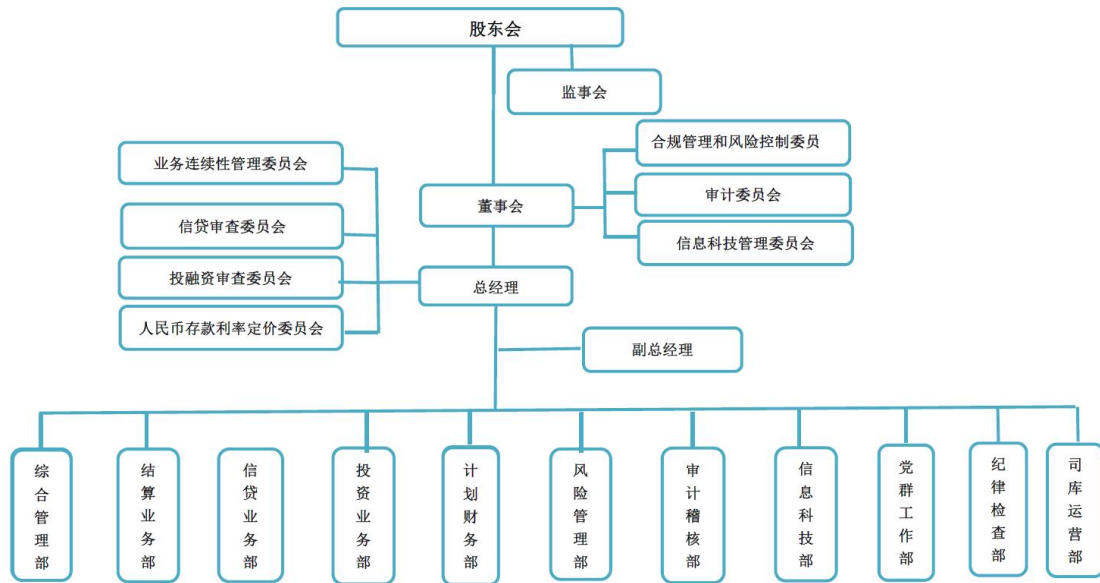 股东会
监事会
合规管理和风险控制委员
业务连续性管理委员会
审计委员会
董事会
信贷审查委员会
信息科技管理委员会
投融资审查委员会
总经理
人民币存款利率定价委员会
副总经理
综合管理部
结算业务部
信贷业务部
投资业务部
计划财务部
风险管理部
审计稽核部
信息科技部
党群工作部
纪律检查部
司库运营部